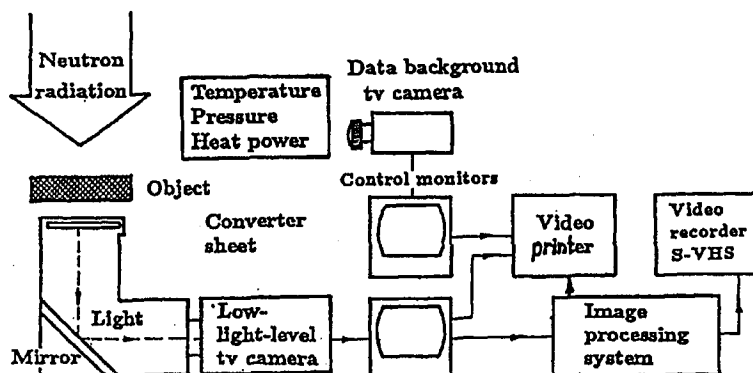 Neutron
radiation
Temperature
Pressure
Heat power
Data background
tv camera
Object
Control monitors
Converter
sheet
Video
printer
Video
recorder
S-VHS
Light
Mirror
Low-
light-level
tv camera
Image
processing
system